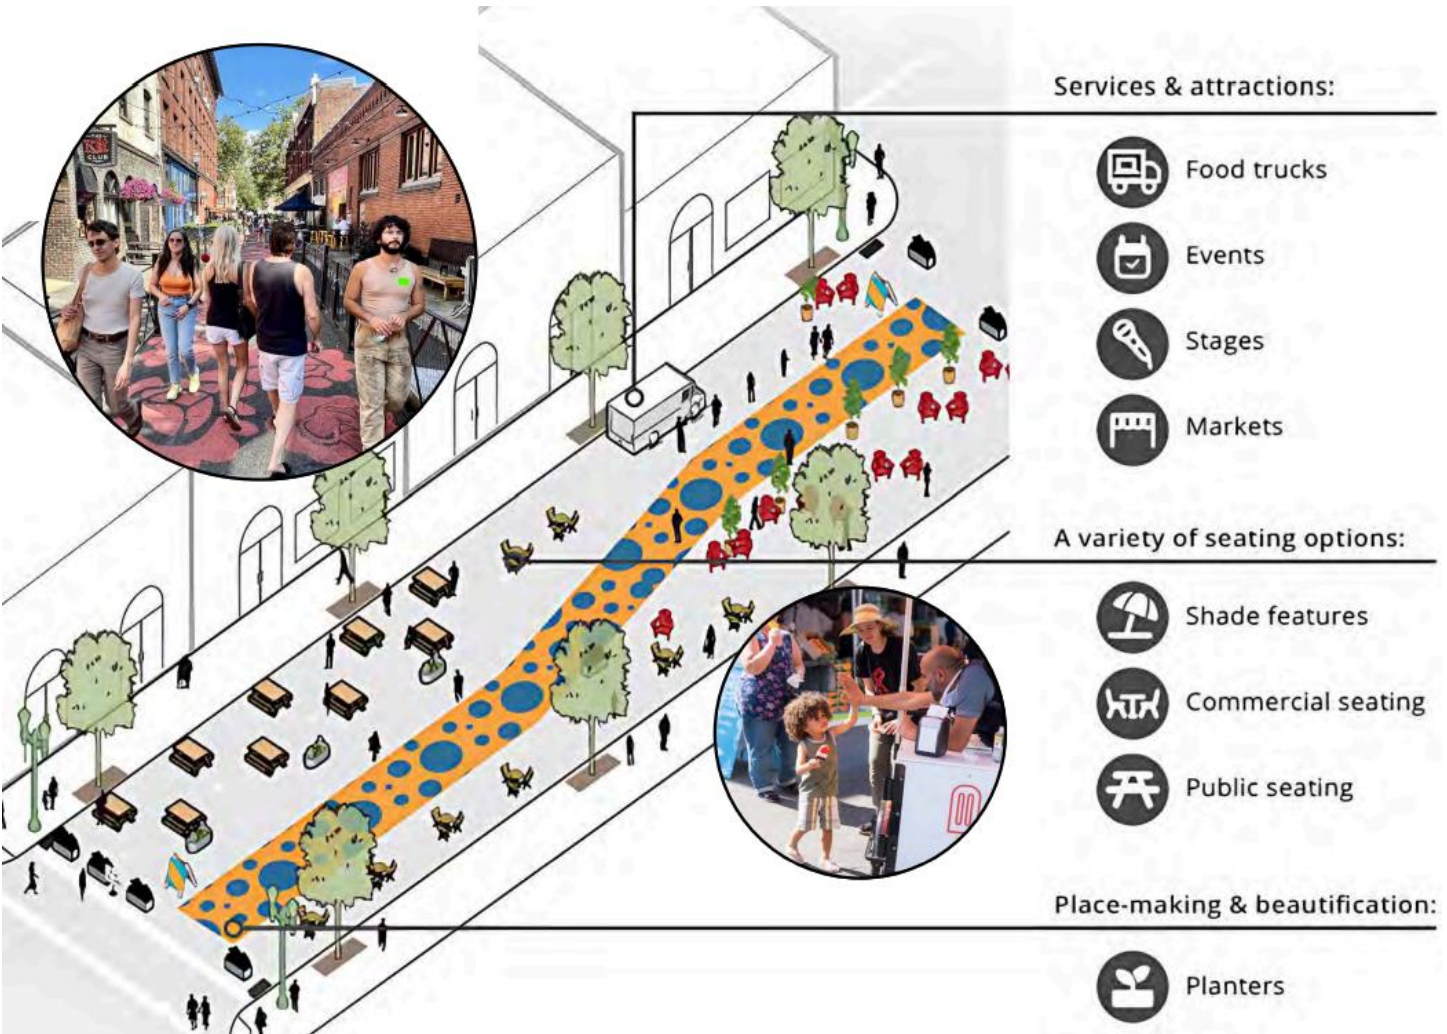 Services & attractions:
Food trucks
Events
Stages
Markets
A variety of seating options:
Shade features
Commercial seating
Public seating
Place-making & beautification:
Planters
CLUB